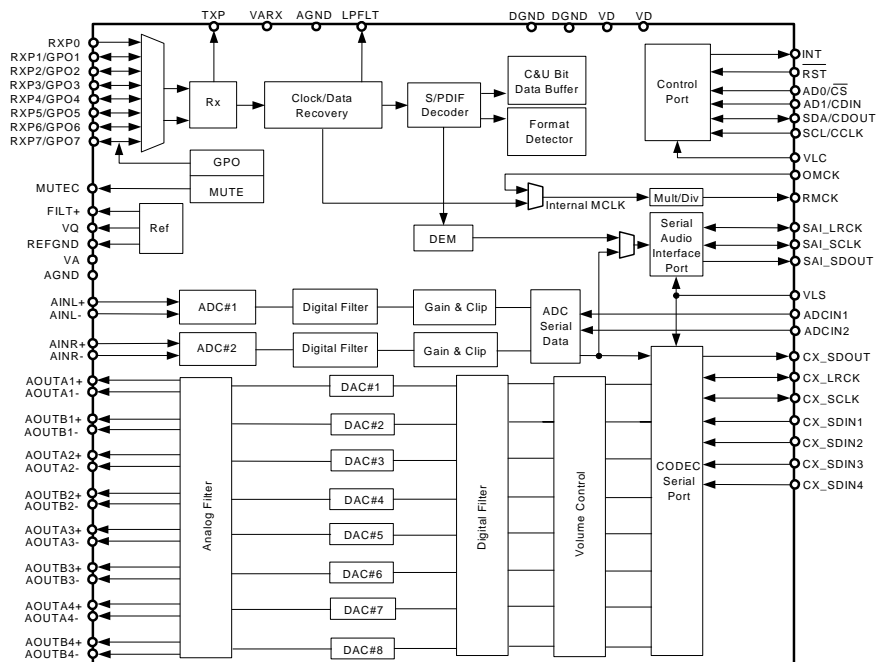 TXP VARX AGND LPFLT DGND DGND VD VD
RXP0
RXP1/GPO1
RXP2/GPO2
RXP3/GPO3
RXP4/GPO4
RXP5/GPO5
RXP6/GPO6
RXP7/GPO7
MUTEC
FILT+
VQ
REFGND
VA
AGND
AINL+
AINL-
AINR+
AINR-
AOUTA1+
AOUTA1-
AOUTB1+
AOUTB1-
AOUTA2+
AOUTA2-
AOUTB2+
AOUTB2-
AOUTA3+
AOUTA3-
AOUTB3+
AOUTB3-
AOUTA4+
AOUTA4-
AOUTB4+
AOUTB4-
Rx
Clock/Data
Recovery
S/PDIF
Decoder
C&U Bit
Data Buffer
Format
Detector
Control
Port
GPO
MUTE
Ref
Internal MCLK
Mult/Div
DEM
Serial
Audio
Interface
Port
ADC#1
Digital Filter
Gain & Clip
ADC
Serial
Data
ADC#2
Digital Filter
Gain & Clip
Analog Filter
DAC#1
DAC#2
DAC#3
DAC#4
DAC#5
DAC#6
DAC#7
DAC#8
Digital Filter
Volume Control
CODEC
Serial
Port
INT
RST
AD0/CS
AD1/CDIN
SDA/CDOUT
SCL/CCLK
VLC
OMCK
RMCK
SAI_LRCK
SAI_SCLK
SAI_SDOUT
VLS
ADCIN1
ADCIN2
CX_SDOUT
CX_LRCK
CX_SCLK
CX_SDIN1
CX_SDIN2
CX_SDIN3
CX_SDIN4